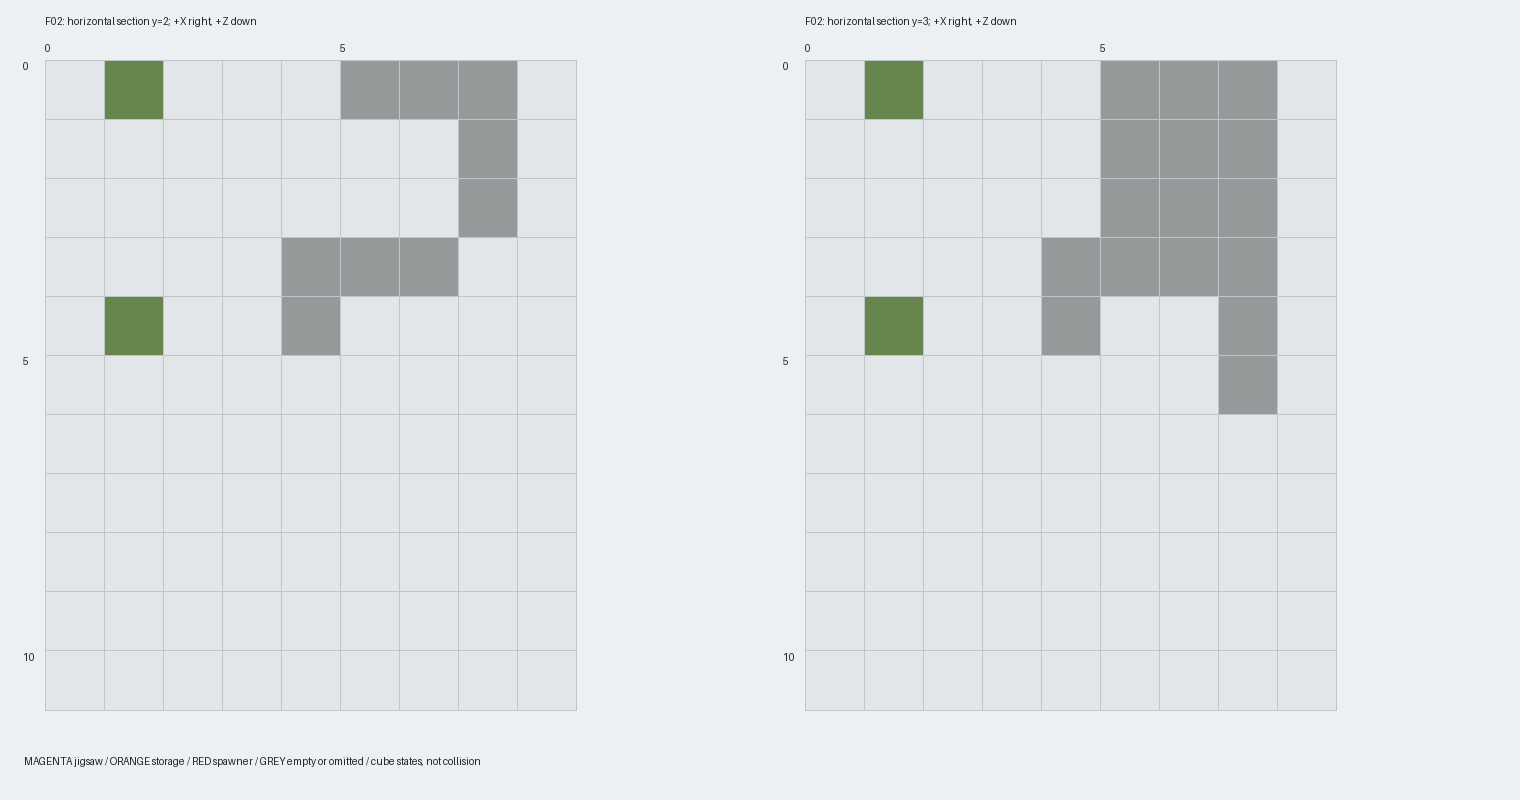 F02: horizontal section y=2; +X right, +Z down
F02: horizontal section y=3; +X right, +Z down
0 5
0 5
0
0
5
5
10
10
MAGENTA jigsaw / ORANGE storage / RED spawner / GREY empty or omitted / cube states, not collision